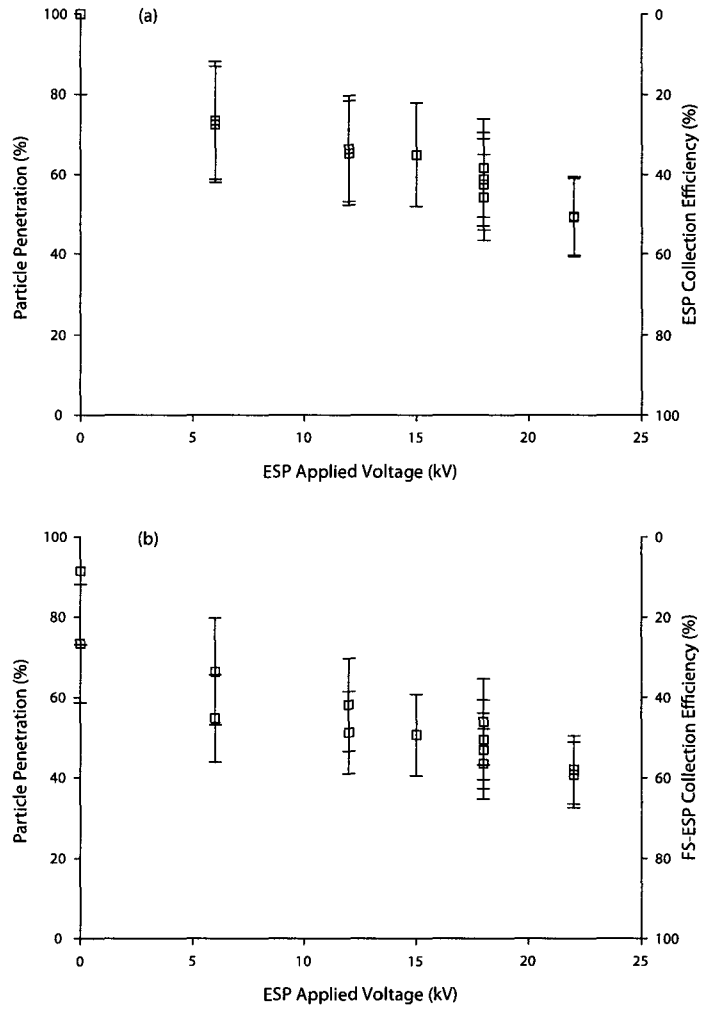 (a)
100
80
60
40
20
0
Particle Penetration (%)
0
20
40
60
80
100
ESP Collection Efficiency (%)
0 5 10 15 20 25
ESP Applied Voltage (kV)
(b)
100
80
60
40
20
0
Particle Penetration (%)
0
20
40
60
80
100
FS-ESP Collection Efficiency (%)
0 5 10 15 20 25
ESP Applied Voltage (kV)